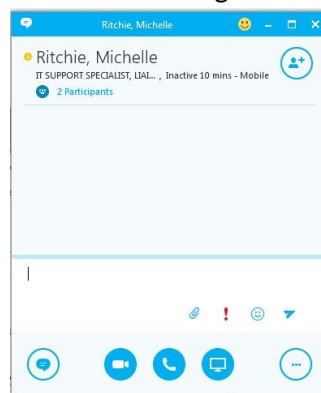 Ritchie, Michelle
Ritchie, Michelle
IT SUPPORT SPECIALIST, LIAI... , Inactive 10 mins - Mobile
2 Participants